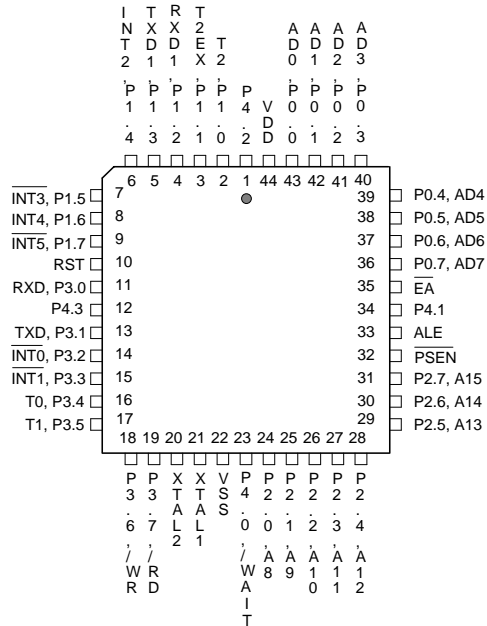 INT2, P1.4
TXD1, P1.3
RXD1, P1.2
T2EX, P1.1
T2, P1.0
P4.2
VDD
AD0, P0.0
AD1, P0.1
AD2, P0.2
AD3, P0.3
6 5 4 3 2 1 44 43 42 41 40
INT3, P1.5 7
INT4, P1.6 8
INT5, P1.7 9
RST 10
RXD, P3.0 11
P4.3 12
TXD, P3.1 13
INT0, P3.2 14
INT1, P3.3 15
T0, P3.4 16
T1, P3.5 17
39 P0.4, AD4
38 P0.5, AD5
37 P0.6, AD6
36 P0.7, AD7
35 EA
34 P4.1
33 ALE
32 PSEN
31 P2.7, A15
30 P2.6, A14
29 P2.5, A13
18 19 20 21 22 23 24 25 26 27 28
P3.6, /WR
P3.7, /RD
XTAL2
XTAL1
VSS
P4.0, /WAIT
P2.0, A8
P2.1, A9
P2.2, A10
P2.3, A11
P2.4, A12